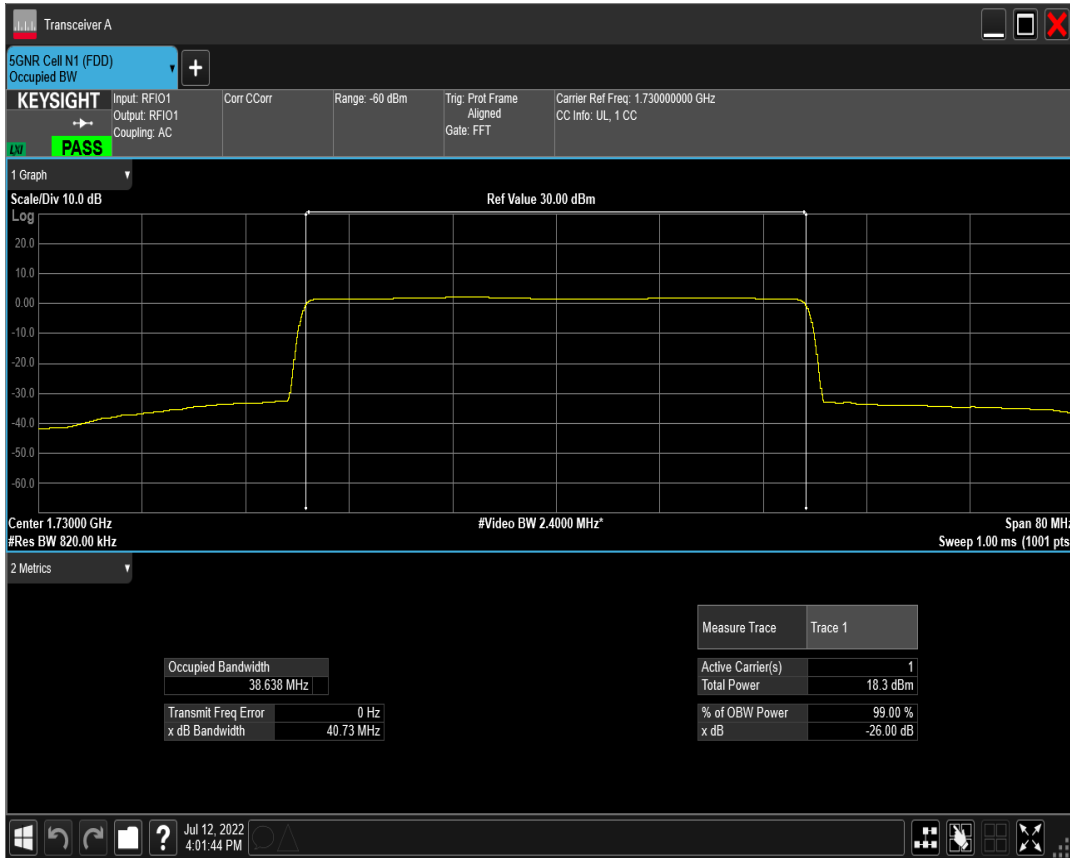 Transceiver A
5GNR Cell N1 (FDD)
Occupied BW
+
KEYSIGHT
LXI
PASS
Input: RFIO1
Output: RFIO1
Coupling: AC
Corr CCorr
Range: -60 dBm
Trig: Prot Frame
Aligned
Gate: FFT
Carrier Ref Freq: 1.730000000 GHz
CC Info: UL, 1 CC
1 Graph
Scale/Div 10.0 dB
Ref Value 30.00 dBm
Log
20.0
10.0
0.00
-10.0
-20.0
-30.0
-40.0
-50.0
-60.0
Center 1.73000 GHz
#Video BW 2.4000 MHz*
Span 80 MHz
#Res BW 820.00 kHz
Sweep 1.00 ms (1001 pts
2 Metrics
Measure Trace Trace 1
Occupied Bandwidth
38.638 MHz
Active Carrier(s) 1
Total Power 18.3 dBm
Transmit Freq Error 0 Hz
x dB Bandwidth 40.73 MHz
% of OBW Power 99.00 %
x dB -26.00 dB
?
Jul 12, 2022
4:01:44 PM